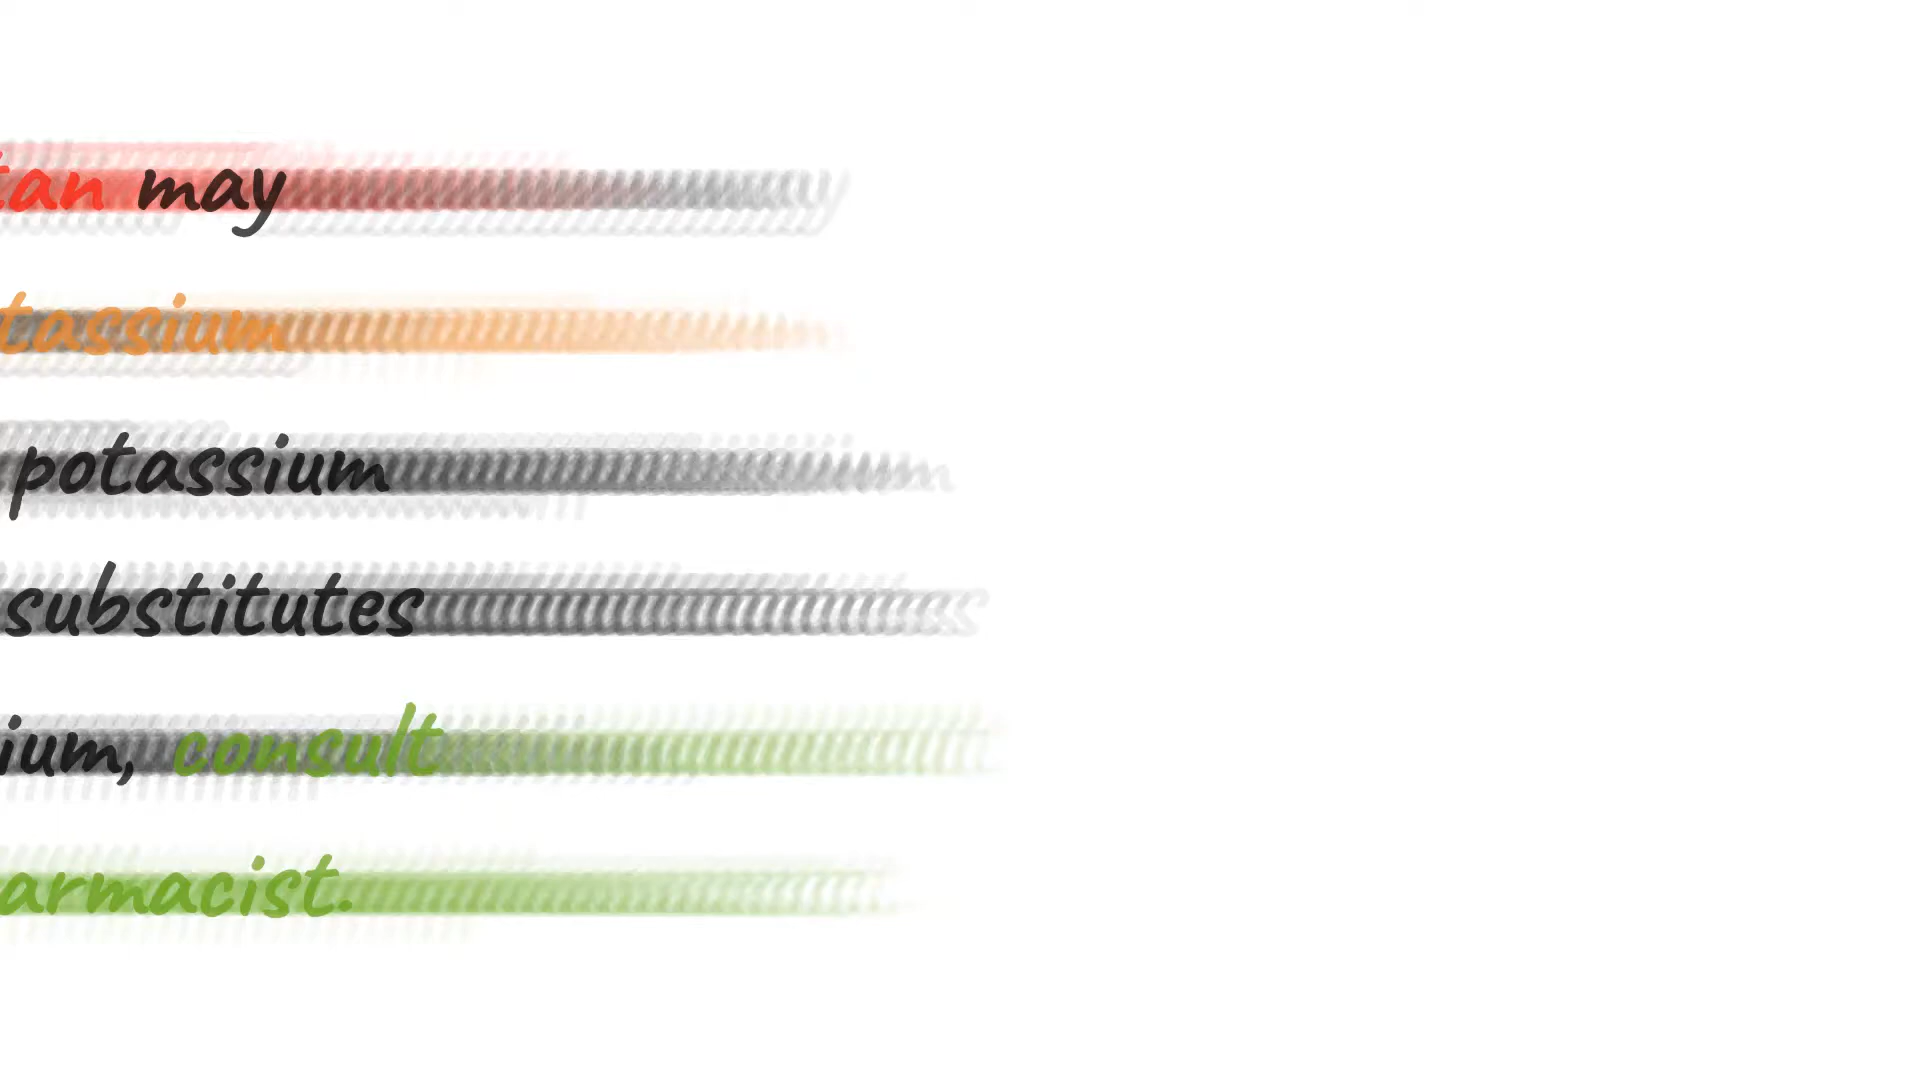 tan may
tassium
potassium
substitutes
ium, consult
armacist.